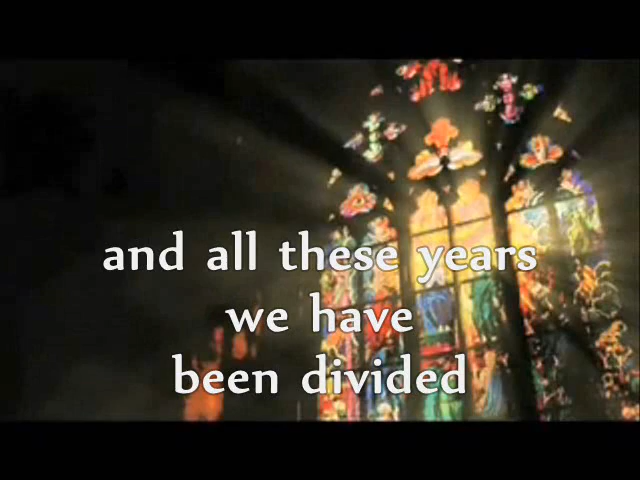 and all these years
we have
been divided